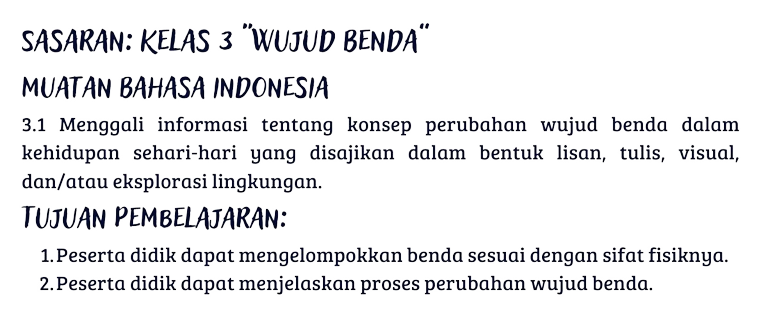 SASARAN: KELAS 3 "WUJUD BENDA"
MUATAN BAHASA INDONESIA
3.1 Menggali informasi tentang konsep perubahan wujud benda dalam
kehidupan sehari-hari yang disajikan dalam bentuk lisan, tulis, visual,
dan/atau eksplorasi lingkungan.
TUJUAN PEMBELAJARAN:
1. Peserta didik dapat mengelompokkan benda sesuai dengan sifat fisiknya.
2. Peserta didik dapat menjelaskan proses perubahan wujud benda.